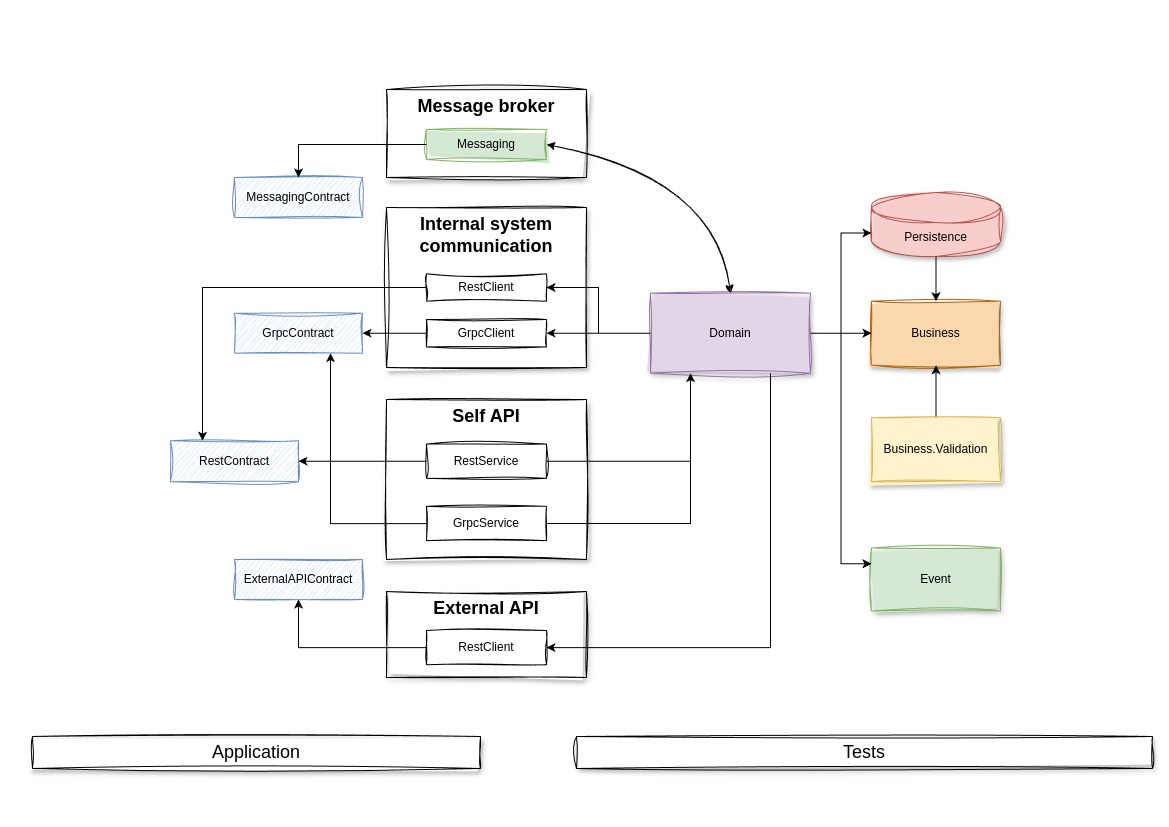 Message broker
Messaging
MessagingContract
Internal system
communication
RestClient
GrpcClient
GrpcContract
Self API
RestService
RestContract
GrpcService
ExternalAPIContract
External API
RestClient
Domain
Persistence
Business
Business.Validation
Event
Application
Tests